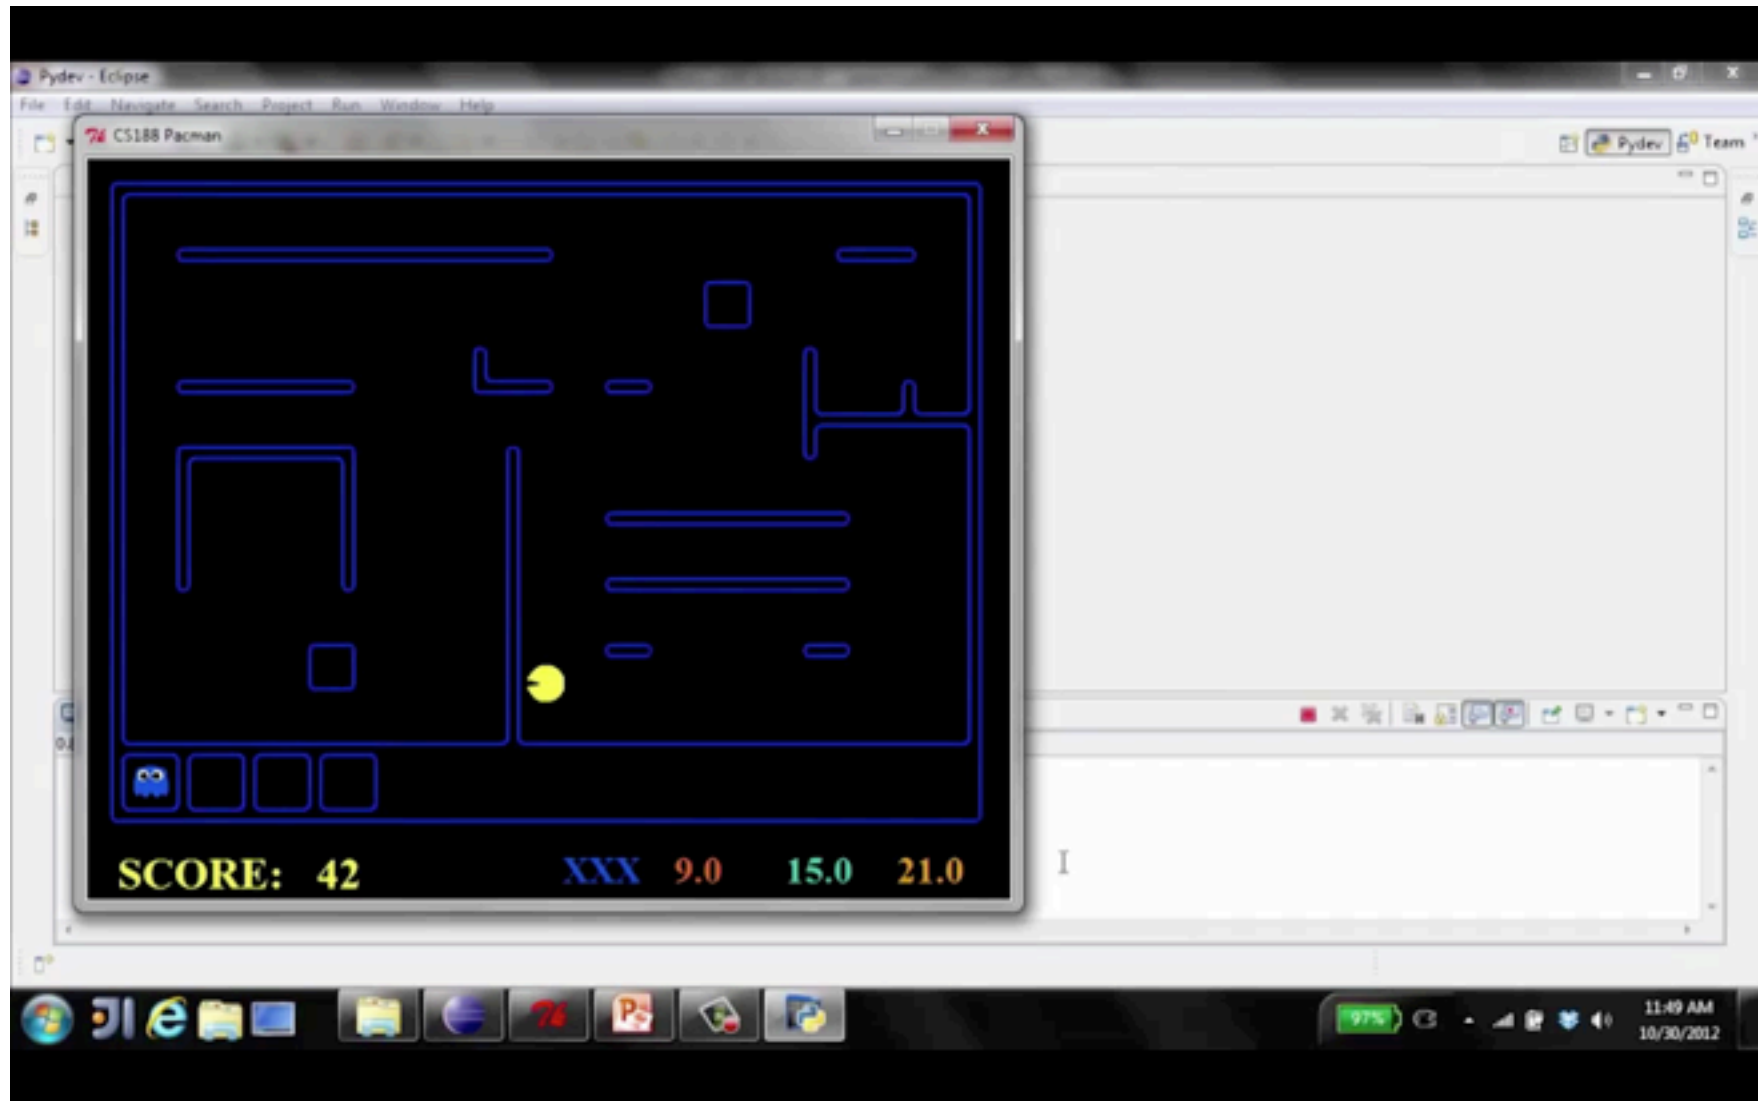 Pydev - Eclipse
File Edit Navigate Search Project Run Window Help
CS188 Pacman
Pydev Team
SCORE: 42 XXX 9.0 15.0 21.0
97%
11:49 AM
10/30/2012